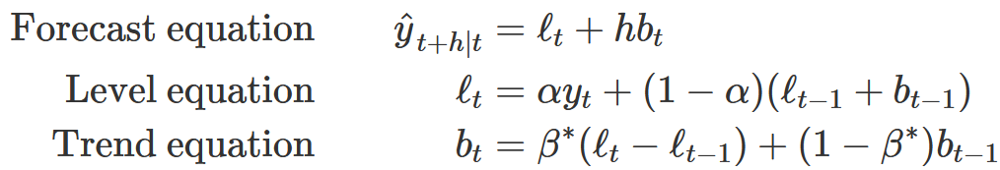 Forecast equation ŷ_{t+h|t} = ℓ_t + hb_t
Level equation ℓ_t = αy_t + (1 − α)(ℓ_{t−1} + b_{t−1})
Trend equation b_t = β*(ℓ_t − ℓ_{t−1}) + (1 − β*)b_{t−1}